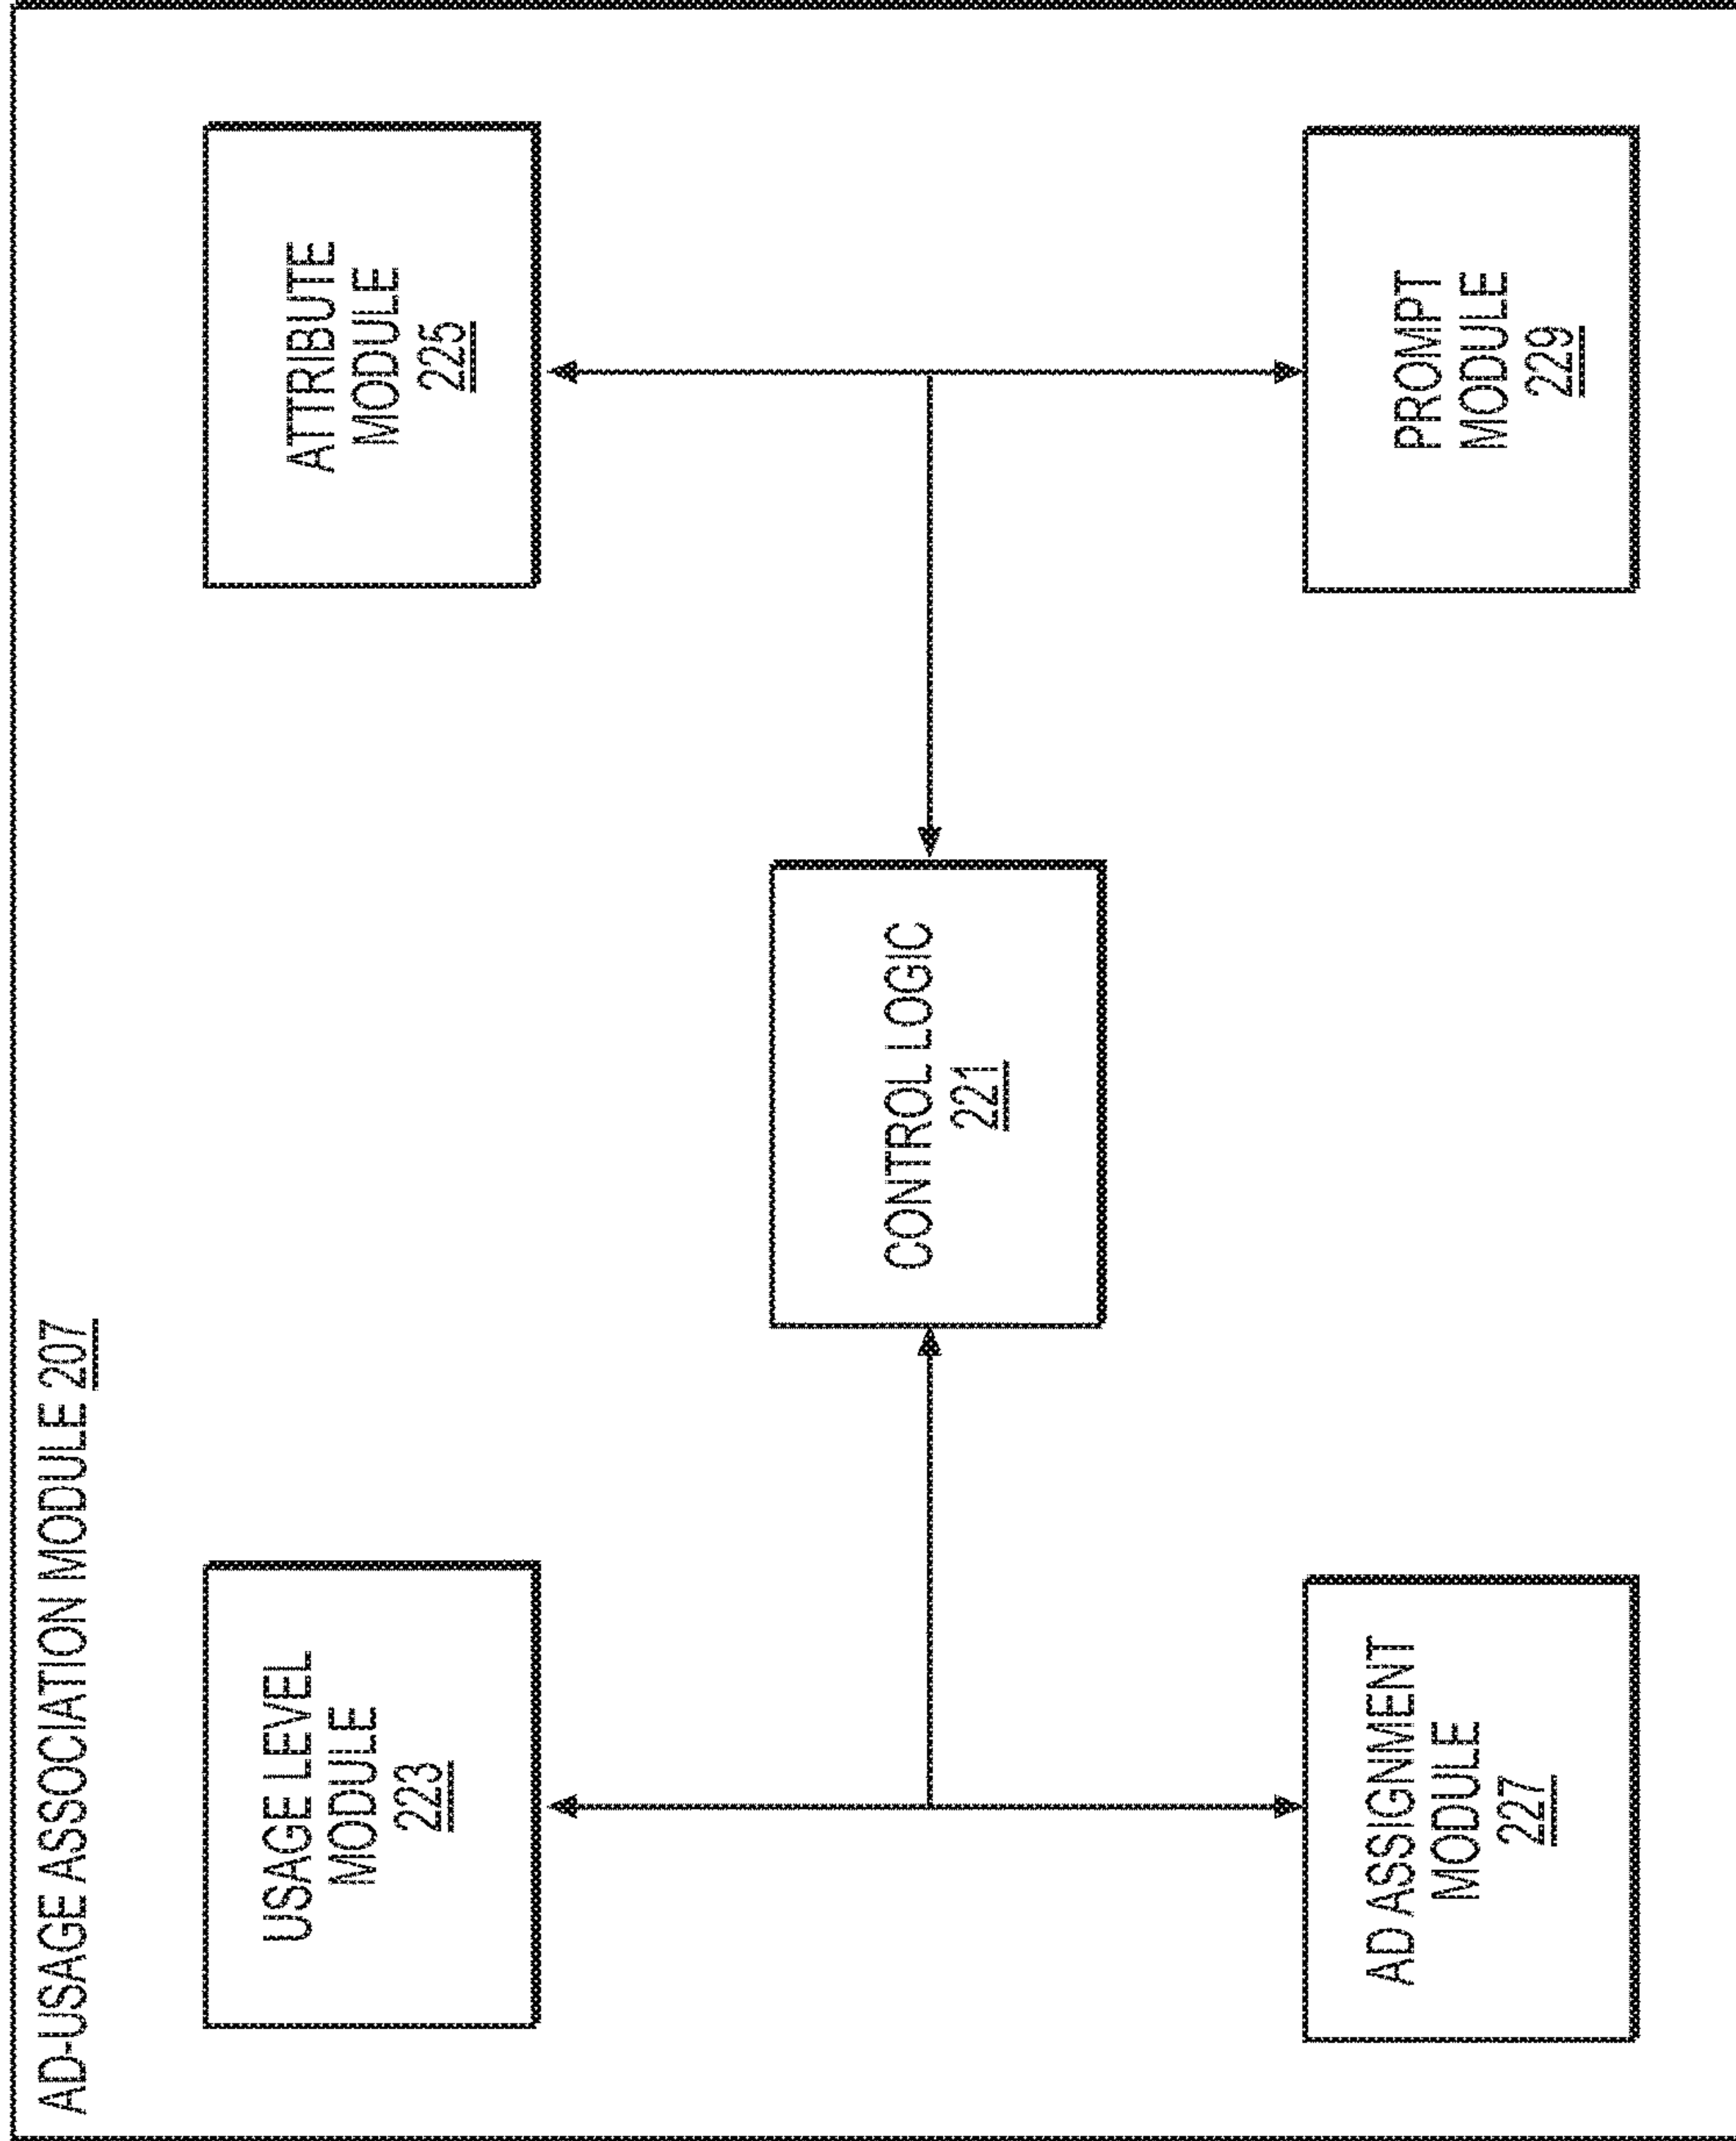 AD-USAGE ASSOCIATION MODULE 207
USAGE LEVEL
MODULE
223
ATTRIBUTE
MODULE
225
CONTROL LOGIC
221
AD ASSIGNMENT
MODULE
227
PROMPT
MODULE
229